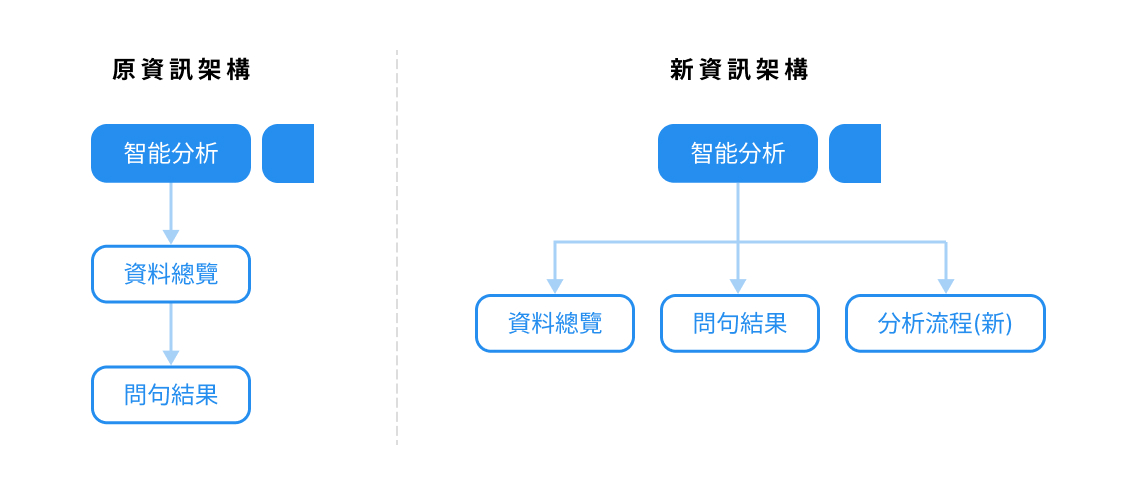 原資訊架構
智能分析
資料總覽
問句結果
新資訊架構
智能分析
資料總覽
問句結果
分析流程(新)